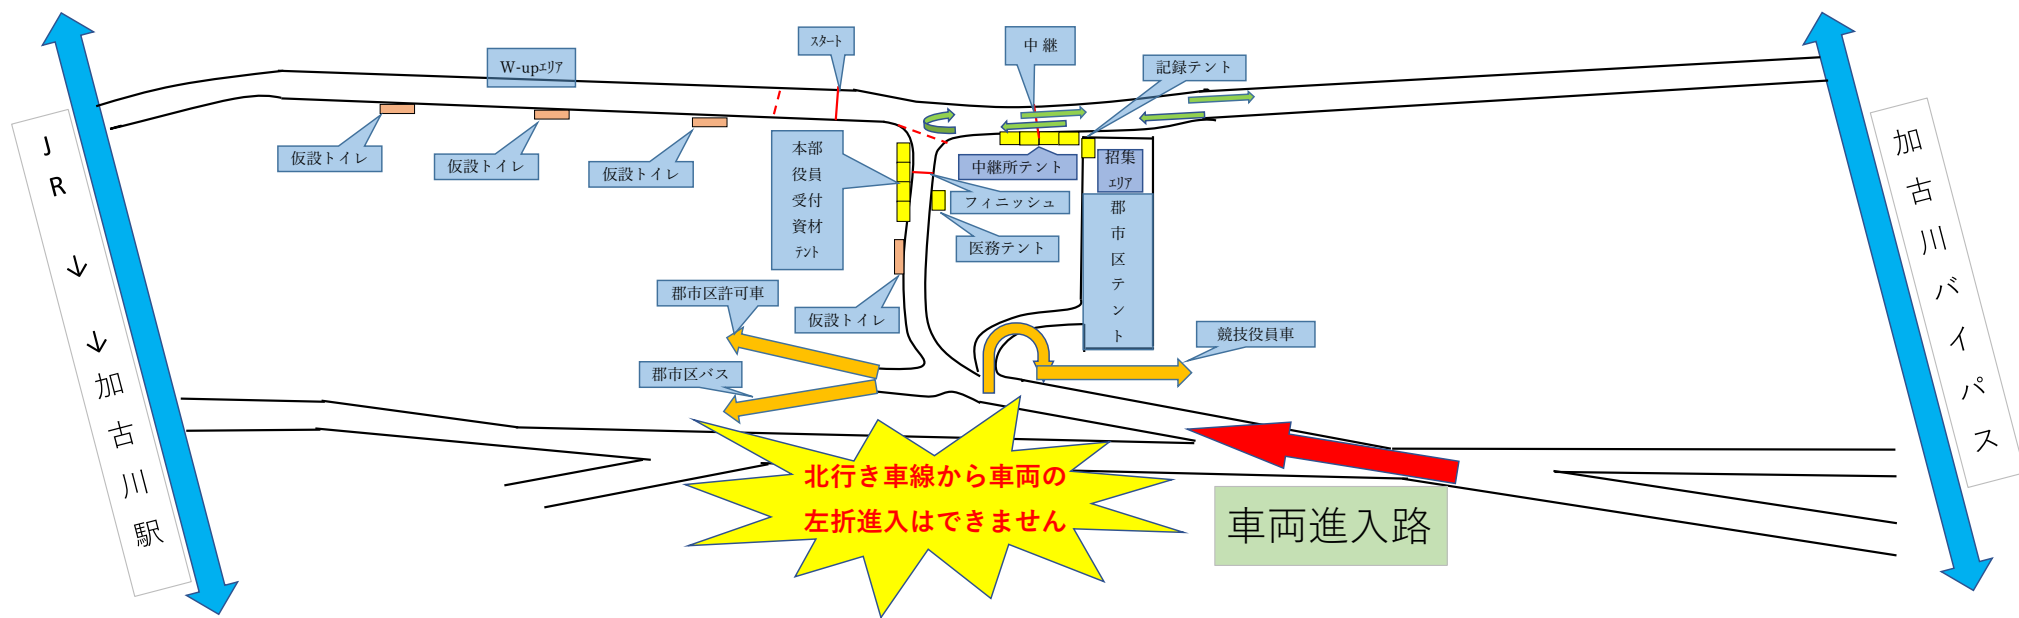 スタート
中 継
W-upエリア
記録テント
仮設トイレ
仮設トイレ
仮設トイレ
本部
役員
受付
資材
テント
中継所テント
招集
エリア
フィニッシュ
医務テント
郡市区テント
郡市区許可車
仮設トイレ
郡市区バス
競技役員車
JR ↓ ↓加古川駅
加古川バイパス
北行き車線から車両の
左折進入はできません
車両進入路